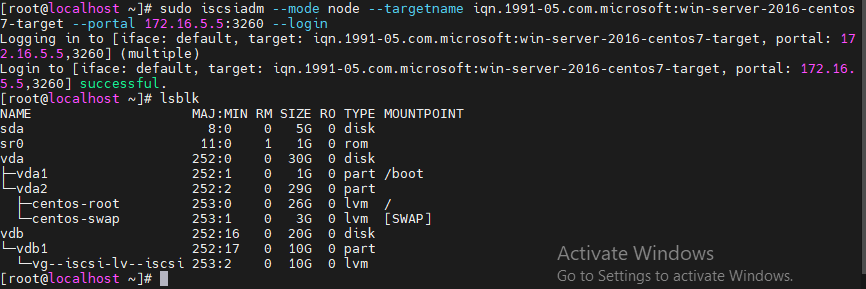 [root@localhost ~]# sudo iscsiadm --mode node --targetname iqn.1991-05.com.microsoft:win-server-2016-centos
7-target --portal 172.16.5.5:3260 --login
Logging in to [iface: default, target: iqn.1991-05.com.microsoft:win-server-2016-centos7-target, portal: 17
2.16.5.5,3260] (multiple)
Login to [iface: default, target: iqn.1991-05.com.microsoft:win-server-2016-centos7-target, portal: 172.16.
5.5,3260] successful.
[root@localhost ~]# lsblk
NAME                  MAJ:MIN RM SIZE RO TYPE MOUNTPOINT
sda                     8:0    0   5G  0 disk
sr0                    11:0    1   1G  0 rom
vda                   252:0    0  30G  0 disk
├─vda1                252:1    0   1G  0 part /boot
└─vda2                252:2    0  29G  0 part
  ├─centos-root       253:0    0  26G  0 lvm  /
  └─centos-swap       253:1    0   3G  0 lvm  [SWAP]
vdb                   252:16   0  20G  0 disk
└─vdb1                252:17   0  10G  0 part
  └─vg--iscsi-lv--iscsi 253:2  0  10G  0 lvm
[root@localhost ~]#
Activate Windows
Go to Settings to activate Windows.